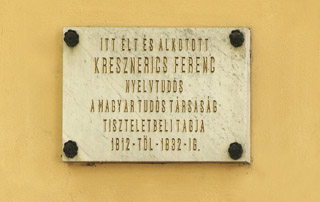 ITT ÉLT ÉS ALKOTOTT
KRESZNERICS FERENC
NYELVTUDÓS
A MAGYAR TUDÓS TÁRSASÁG
TISZTELETBELI TAGJA
1812-TŐL-1832-IG.